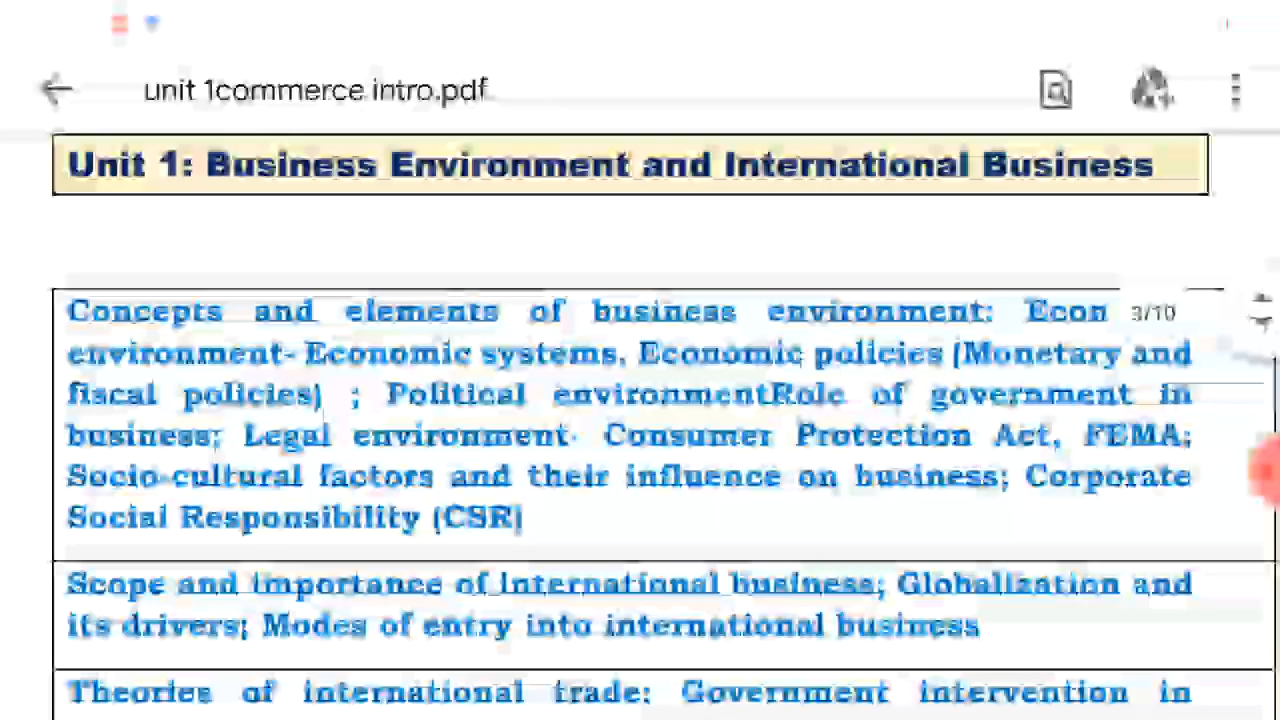 unit 1commerce intro.pdf
Unit 1: Business Environment and International Business
Concepts and elements of business environment: Econ
3/10
environment- Economic systems, Economic policies (Monetary and
fiscal policies) ; Political environmentRole of government in
business; Legal environment- Consumer Protection Act, FEMA;
Socio-cultural factors and their influence on business; Corporate
Social Responsibility (CSR)
Scope and importance of international business; Globalization and
its drivers; Modes of entry into international business
Theories of international trade; Government intervention in